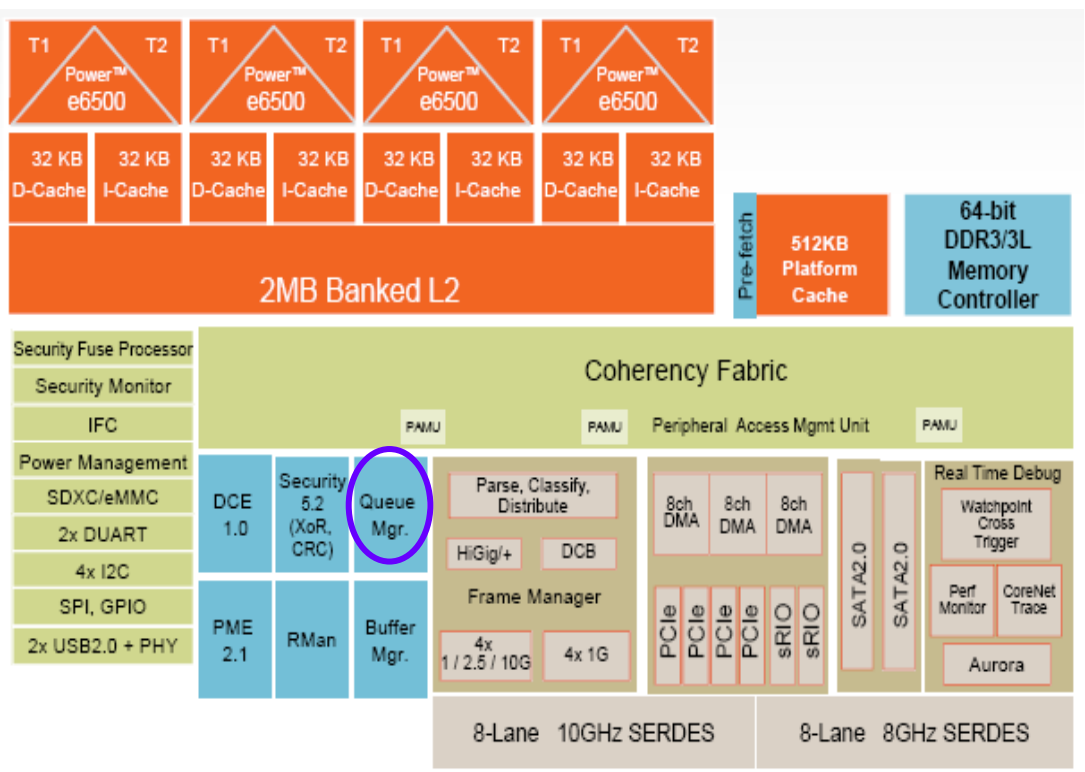 T1 T2 T1 T2 T1 T2 T1 T2
Power™ Power™ Power™ Power™
e6500 e6500 e6500 e6500
32 KB 32 KB 32 KB 32 KB 32 KB 32 KB 32 KB 32 KB
D-Cache I-Cache D-Cache I-Cache D-Cache I-Cache D-Cache I-Cache
2MB Banked L2
Pre-fetch
512KB
Platform
Cache
64-bit
DDR3/3L
Memory
Controller
Security Fuse Processor
Security Monitor
IFC
Power Management
SDXC/eMMC
2x DUART
4x I2C
SPI, GPIO
2x USB2.0 + PHY
Coherency Fabric
PAMU PAMU Peripheral Access Mgmt Unit PAMU
DCE
1.0
Security
5.2
(XoR,
CRC)
Queue
Mgr.
PME
2.1
RMan
Buffer
Mgr.
Parse, Classify,
Distribute
HiGig/+ DCB
Frame Manager
4x
1 / 2.5 / 10G
4x 1G
8ch
DMA
8ch
DMA
8ch
DMA
PCIe
PCIe
PCIe
PCIe
sRIO
sRIO
SATA2.0
SATA2.0
Real Time Debug
Watchpoint
Cross
Trigger
Perf
Monitor
CoreNet
Trace
Aurora
8-Lane 10GHz SERDES
8-Lane 8GHz SERDES